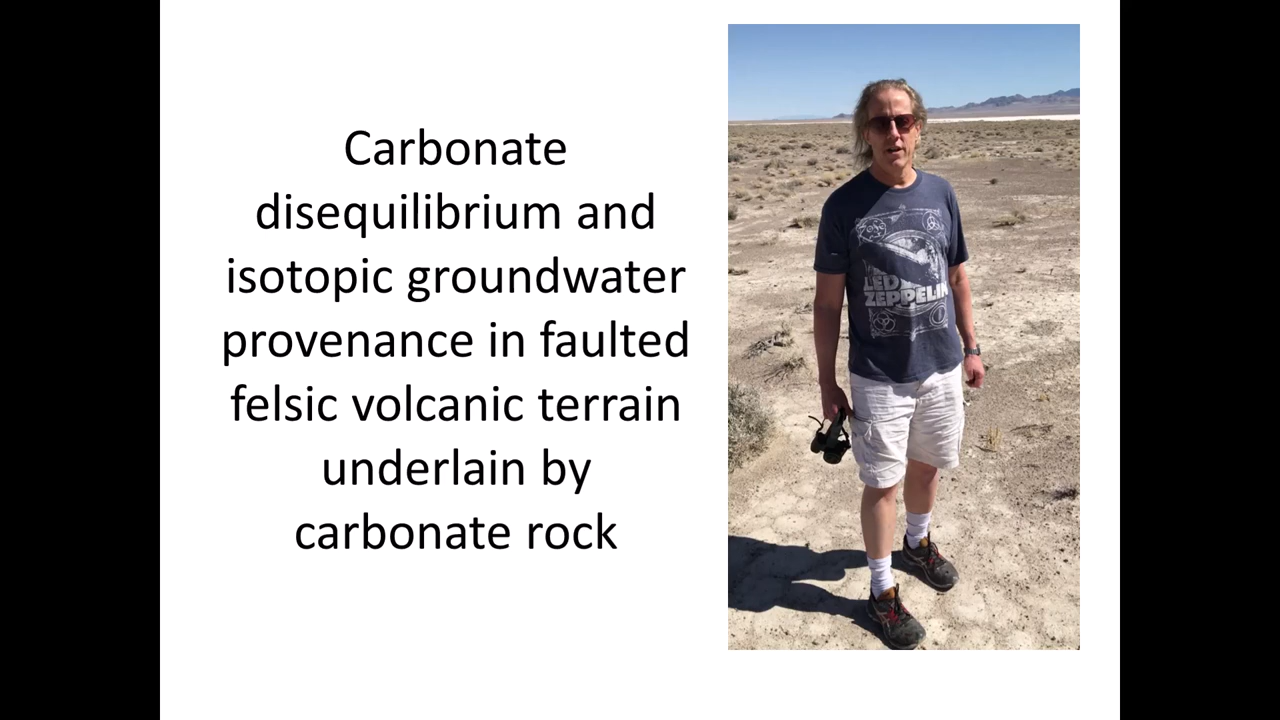 Carbonate
disequilibrium and
isotopic groundwater
provenance in faulted
felsic volcanic terrain
underlain by
carbonate rock
LED
ZEPPELIN